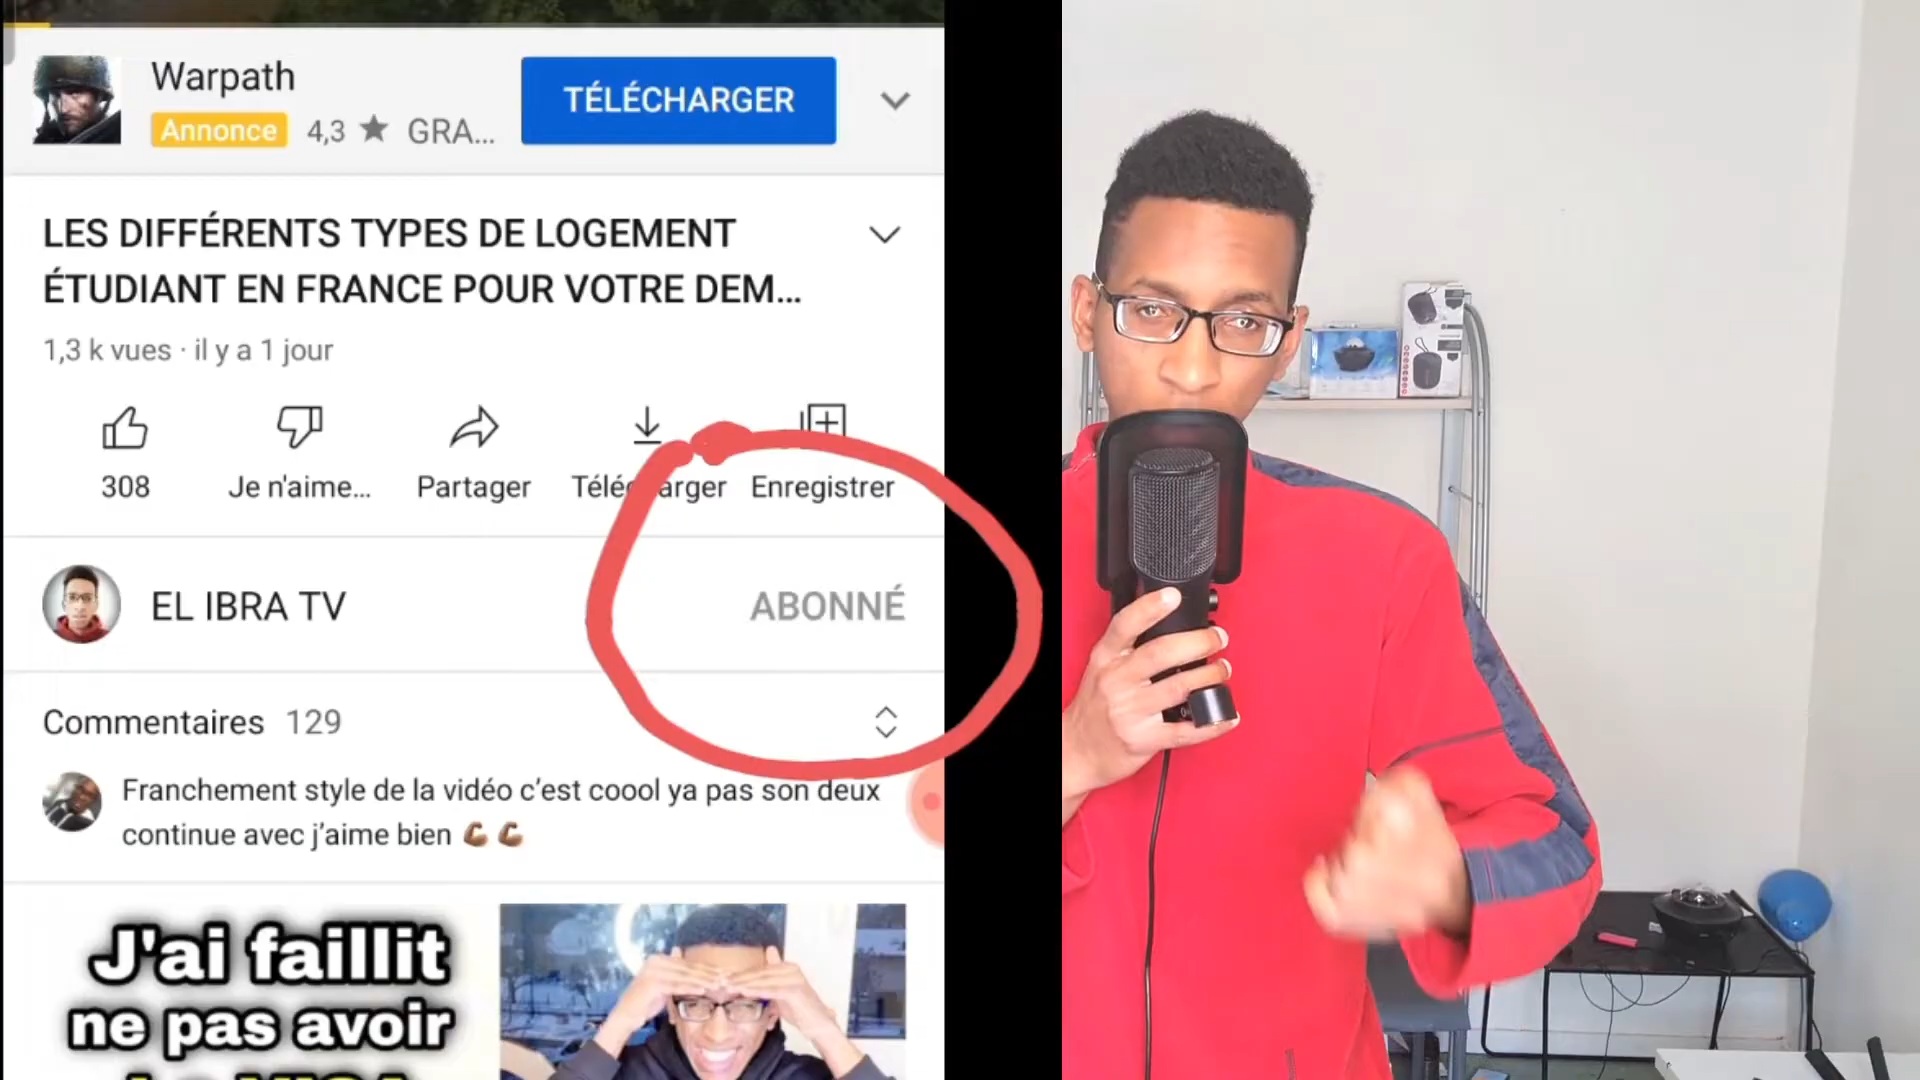 Warpath
TÉLÉCHARGER
Annonce 4,3 ★ GRA...
LES DIFFÉRENTS TYPES DE LOGEMENT
ÉTUDIANT EN FRANCE POUR VOTRE DEM...
1,3 k vues · il y a 1 jour
308 Je n'aime... Partager Télécharger Enregistrer
EL IBRA TV ABONNÉ
Commentaires 129
Franchement style de la vidéo c’est coool ya pas son deux
continue avec j’aime bien 💪🏾 💪🏾
J'ai faillit
ne pas avoir